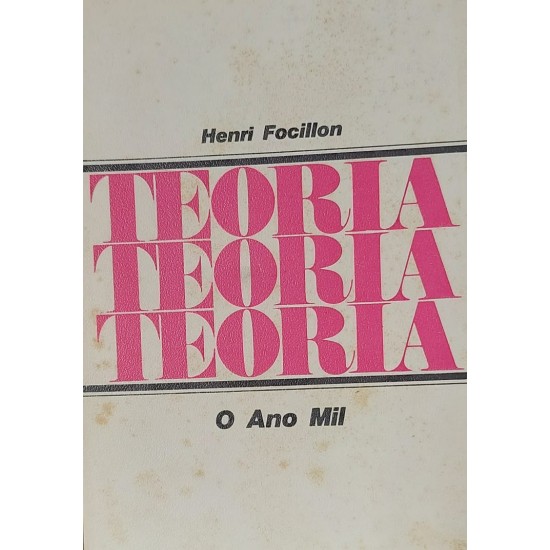 Henri Focillon
TEORIA
TEORIA
TEORIA
O Ano Mil